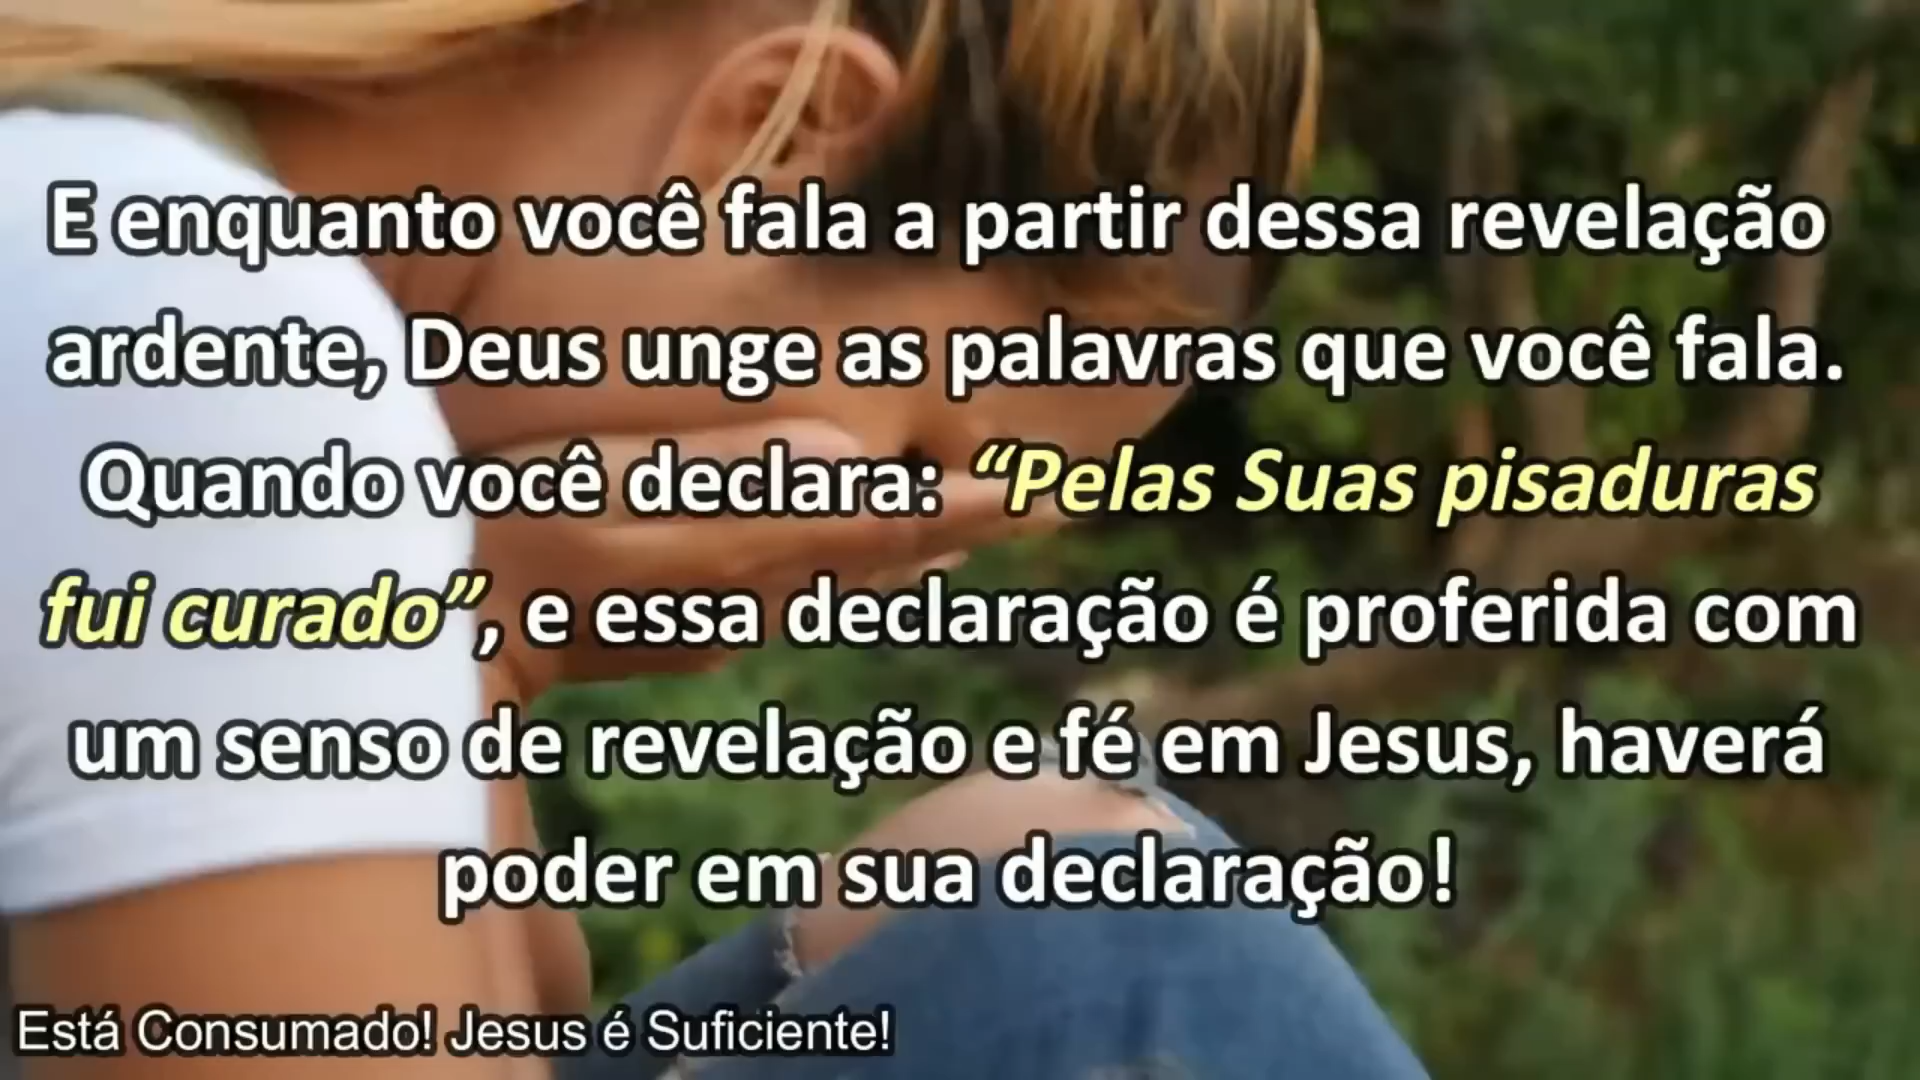 E enquanto você fala a partir dessa revelação
ardente, Deus unge as palavras que você fala.
Quando você declara: “Pelas Suas pisaduras
fui curado”, e essa declaração é proferida com
um senso de revelação e fé em Jesus, haverá
poder em sua declaração!
Está Consumado! Jesus é Suficiente!